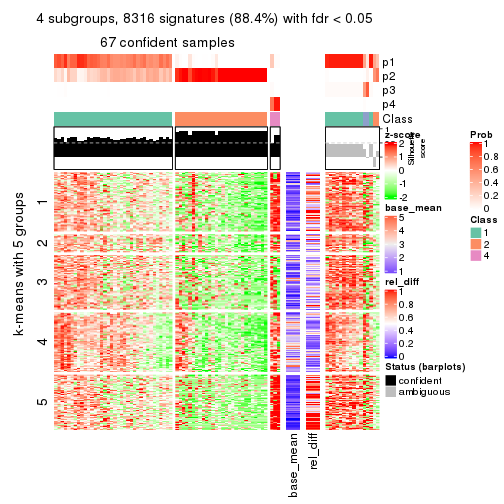 4 subgroups, 8316 signatures (88.4%) with fdr < 0.05
67 confident samples
p1
p2
p3
p4
Class
1
Silhouette
score
k-means with 5 groups
1
2
3
4
5
base_mean
rel_diff
z-score
2
1
0
-1
-2
base_mean
5
4
3
2
1
rel_diff
1
0.8
0.6
0.4
0.2
0
Status (barplots)
confident
ambiguous
Prob
1
0.8
0.6
0.4
0.2
0
Class
1
2
4